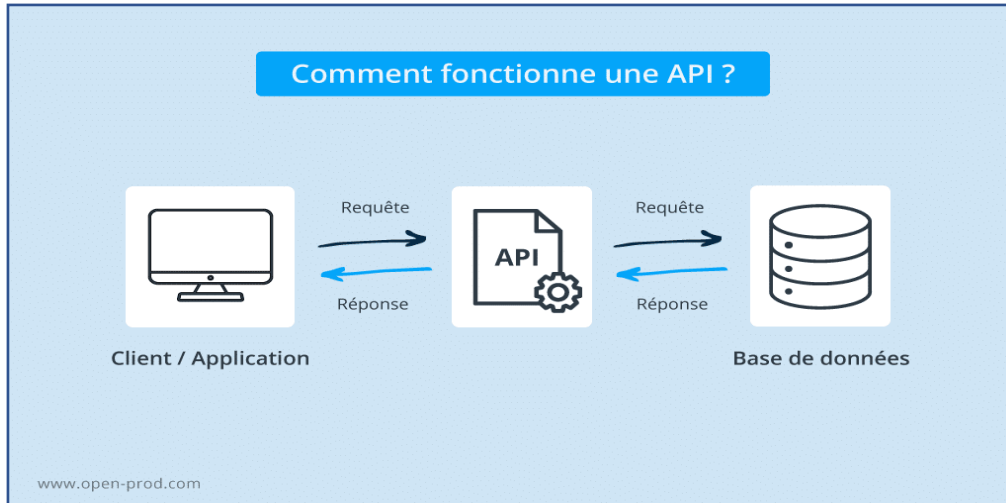 Comment fonctionne une API ?
Requête
Requête
API
Réponse
Réponse
Client / Application
Base de données
www.open-prod.com